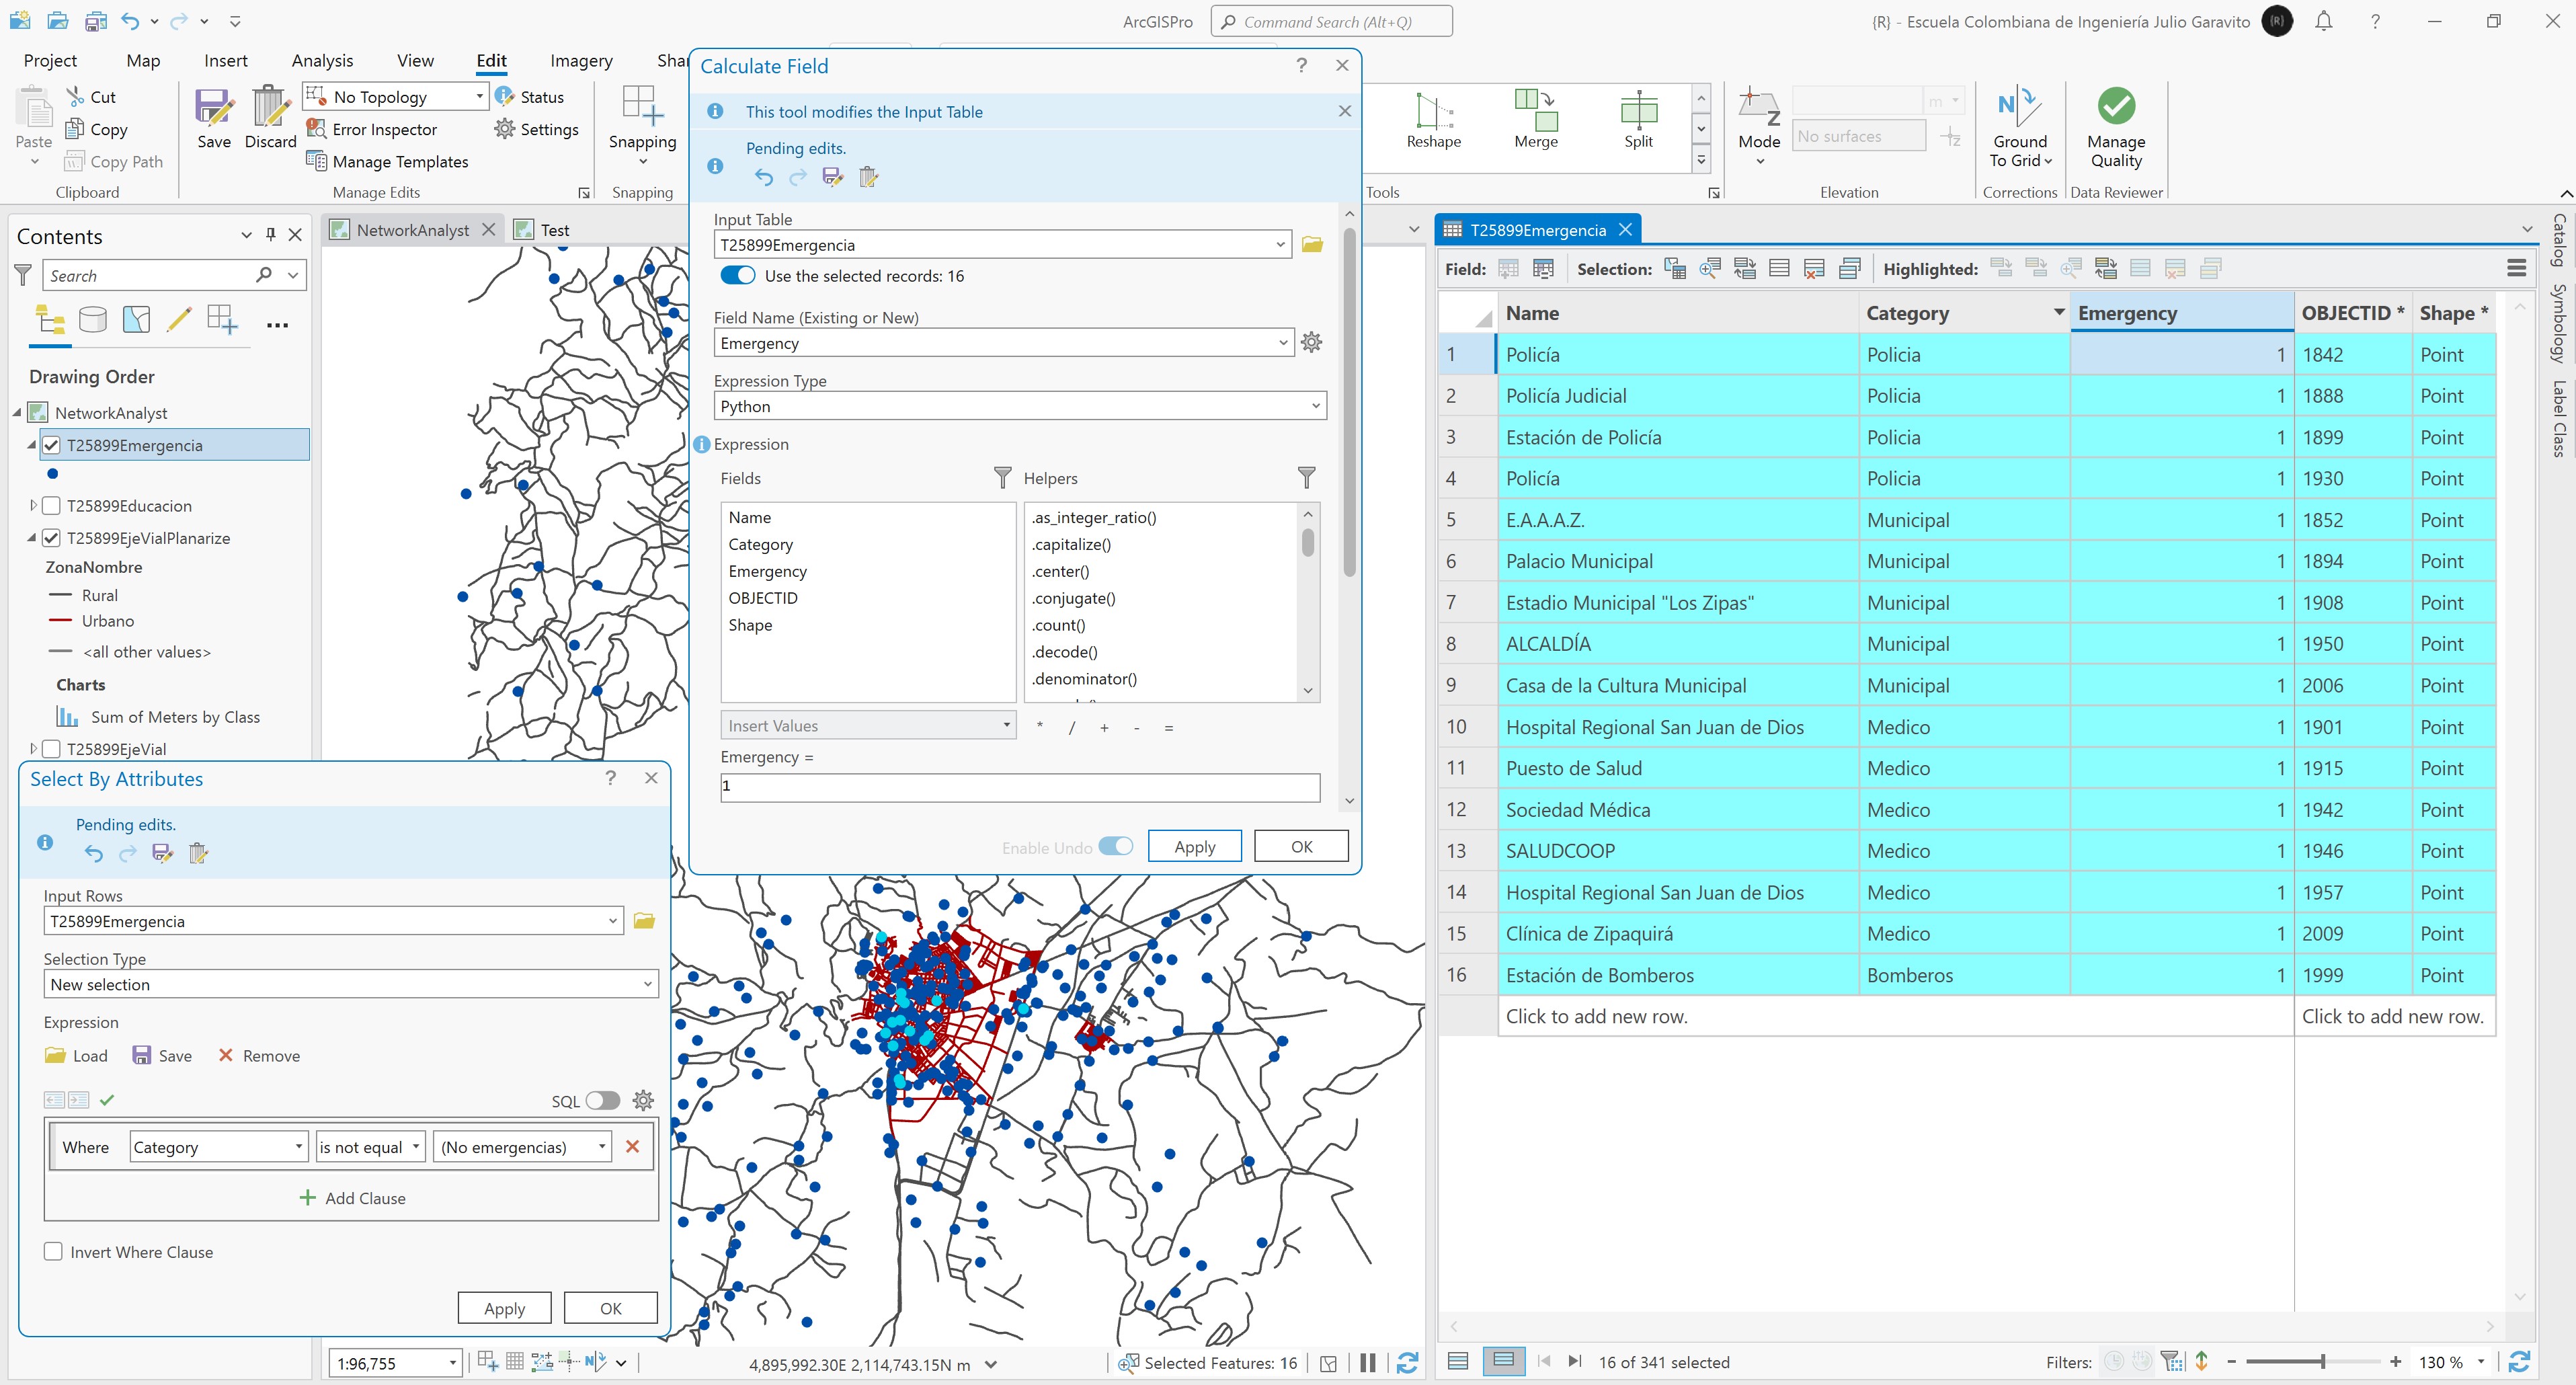 ArcGISPro
Command Search (Alt+Q)
{R} - Escuela Colombiana de Ingeniería Julio Garavito
{R}
Project Map Insert Analysis View Edit Imagery Shar
Paste
Cut
Copy
Copy Path
Clipboard
Save
Discard
No Topology
Status
Error Inspector
Settings
Manage Templates
Manage Edits
Snapping
Snapping
Reshape
Merge
Split
Tools
Mode
m
No surfaces
Elevation
Ground To Grid
Corrections
Manage Quality
Data Reviewer
Contents
Search
Drawing Order
NetworkAnalyst
T25899Emergencia
T25899Educacion
T25899EjeVialPlanarize
ZonaNombre
Rural
Urbano
<all other values>
Charts
Sum of Meters by Class
T25899EjeVial
NetworkAnalyst
Test
Calculate Field
This tool modifies the Input Table
Pending edits.
Input Table
T25899Emergencia
Use the selected records: 16
Field Name (Existing or New)
Emergency
Expression Type
Python
Expression
Fields
Helpers
Name
Category
Emergency
OBJECTID
Shape
.as_integer_ratio()
.capitalize()
.center()
.conjugate()
.count()
.decode()
.denominator()
Insert Values
* / + - =
Emergency =
1
Enable Undo
Apply
OK
Select By Attributes
Pending edits.
Input Rows
T25899Emergencia
Selection Type
New selection
Expression
Load
Save
Remove
SQL
Where Category is not equal (No emergencias)
Add Clause
Invert Where Clause
Apply
OK
1:96,755
4,895,992.30E 2,114,743.15N m
Selected Features: 16
T25899Emergencia
Field: Selection: Highlighted:
Name Category Emergency OBJECTID * Shape *
1 Policía Policia 1 1842 Point
2 Policía Judicial Policia 1 1888 Point
3 Estación de Policía Policia 1 1899 Point
4 Policía Policia 1 1930 Point
5 E.A.A.A.Z. Municipal 1 1852 Point
6 Palacio Municipal Municipal 1 1894 Point
7 Estadio Municipal "Los Zipas" Municipal 1 1908 Point
8 ALCALDÍA Municipal 1 1950 Point
9 Casa de la Cultura Municipal Municipal 1 2006 Point
10 Hospital Regional San Juan de Dios Medico 1 1901 Point
11 Puesto de Salud Medico 1 1915 Point
12 Sociedad Médica Medico 1 1942 Point
13 SALUDCOOP Medico 1 1946 Point
14 Hospital Regional San Juan de Dios Medico 1 1957 Point
15 Clínica de Zipaquirá Medico 1 2009 Point
16 Estación de Bomberos Bomberos 1 1999 Point
Click to add new row. Click to add new row.
16 of 341 selected
Filters:
130 %
Catalog
Symbology
Label Class